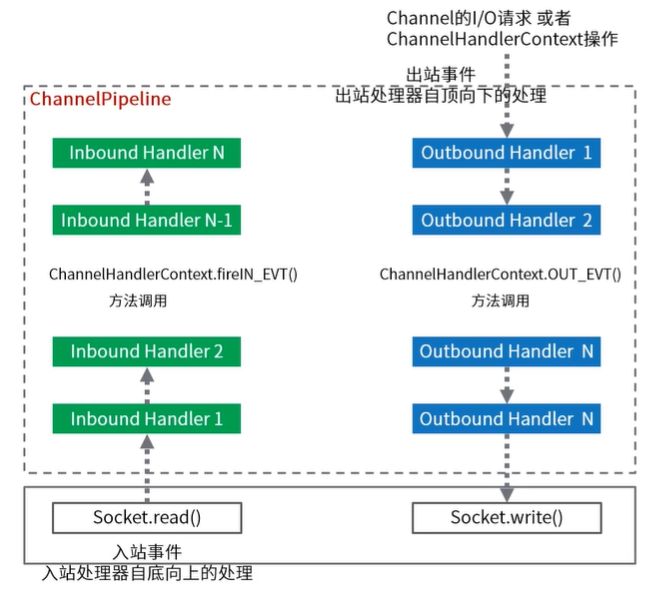 Channel的I/O请求 或者
ChannelHandlerContext操作
出站事件
出站处理器自顶向下的处理
ChannelPipeline
Inbound Handler N
Outbound Handler 1
Inbound Handler N-1
Outbound Handler 2
ChannelHandlerContext.fireIN_EVT()
方法调用
ChannelHandlerContext.OUT_EVT()
方法调用
Inbound Handler 2
Outbound Handler N
Inbound Handler 1
Outbound Handler N
Socket.read()
Socket.write()
入站事件
入站处理器自底向上的处理